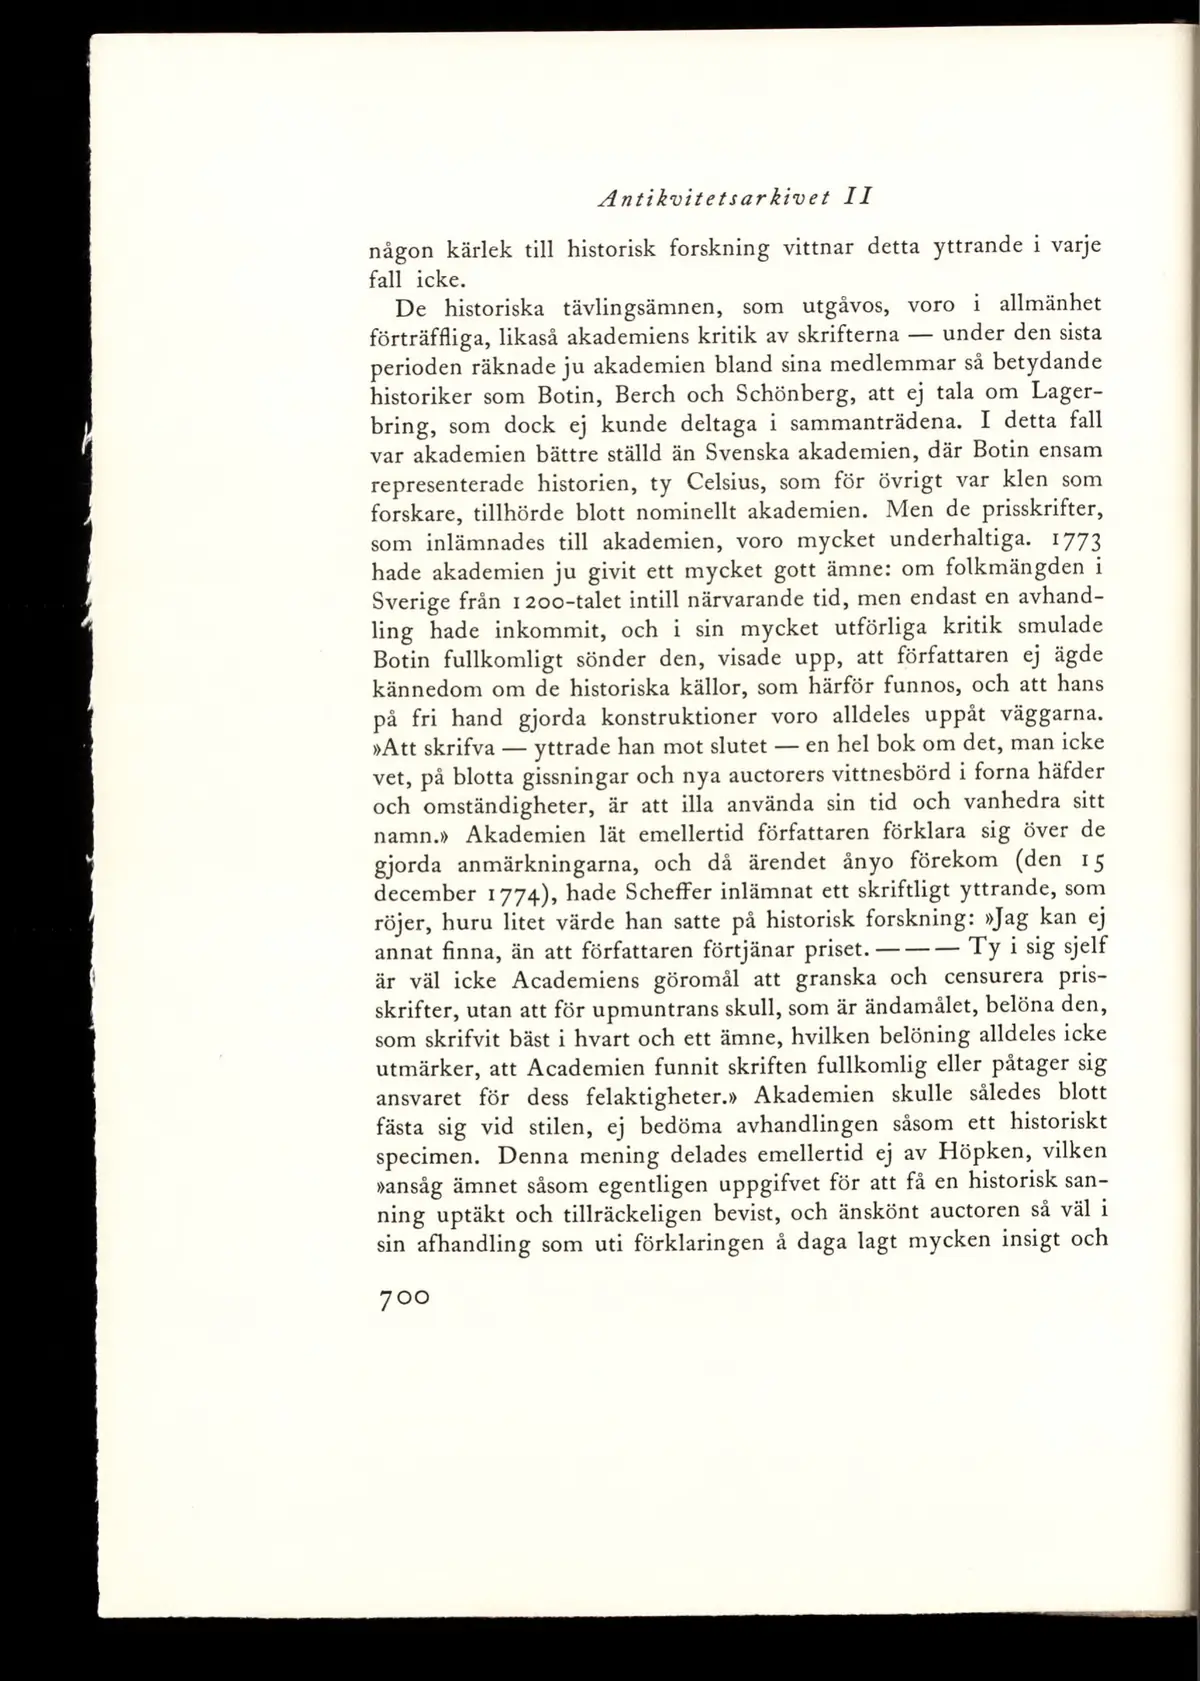 Antikvitetsarkivet II
någon kärlek till historisk forskning vittnar detta yttrande i varje
fall icke.
De historiska tävlingsämnen, som utgåvos, voro i allmänhet
förträffliga, likaså akademiens kritik av skrifterna — under den sista
perioden räknade ju akademien bland sina medlemmar så betydande
historiker som Botin, Berch och Schönberg, att ej tala om Lager-
bring, som dock ej kunde deltaga i sammanträdena. I detta fall
var akademien bättre ställd än Svenska akademien, där Botin ensam
representerade historien, ty Celsius, som för övrigt var klen som
forskare, tillhörde blott nominellt akademien. Men de prisskrifter,
som inlämnades till akademien, voro mycket underhaltiga. 1773
hade akademien ju givit ett mycket gott ämne: om folkmängden i
Sverige från 1200-talet intill närvarande tid, men endast en avhand-
ling hade inkommit, och i sin mycket utförliga kritik smulade
Botin fullkomligt sönder den, visade upp, att författaren ej ägde
kännedom om de historiska källor, som härför funnos, och att hans
på fri hand gjorda konstruktioner voro alldeles uppåt väggarna.
»Att skrifva — yttrade han mot slutet — en hel bok om det, man icke
vet, på blotta gissningar och nya auctorers vittnesbörd i forna häfder
och omständigheter, är att illa använda sin tid och vanhedra sitt
namn.» Akademien lät emellertid författaren förklara sig över de
gjorda anmärkningarna, och då ärendet ånyo förekom (den 15
december 1774), hade Scheffer inlämnat ett skriftligt yttrande, som
röjer, huru litet värde han satte på historisk forskning: »Jag kan ej
annat finna, än att författaren förtjänar priset. — — — Ty i sig sjelf
är väl icke Academiens göromål att granska och censurera pris-
skrifter, utan att för upmuntrans skull, som är ändamålet, belöna den,
som skrifvit bäst i hvart och ett ämne, hvilken belöning alldeles icke
utmärker, att Academien funnit skriften fullkomlig eller påtager sig
ansvaret för dess felaktigheter.» Akademien skulle således blott
fästa sig vid stilen, ej bedöma avhandlingen såsom ett historiskt
specimen. Denna mening delades emellertid ej av Höpken, vilken
»ansåg ämnet såsom egentligen uppgifvet för att få en historisk san-
ning uptäkt och tillräckeligen bevist, och änskönt auctoren så väl i
sin afhandling som uti förklaringen å daga lagt mycken insigt och
700